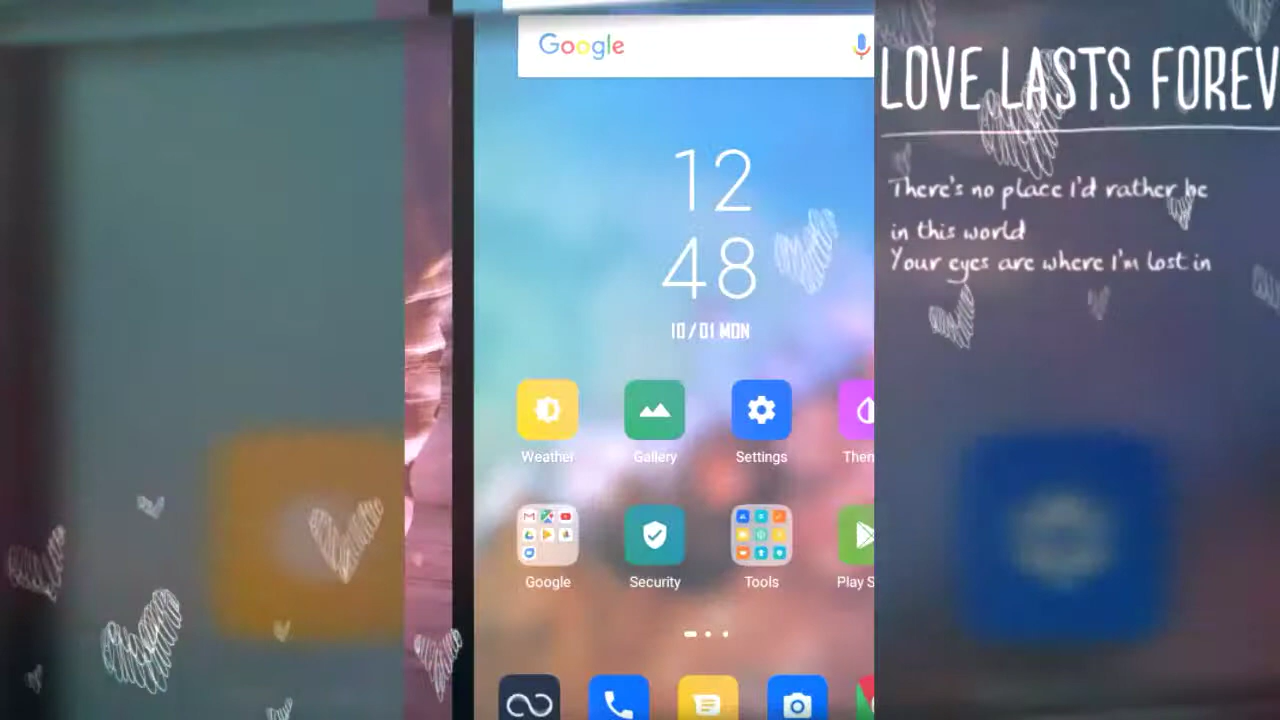 Google
12
48
10/01 MON
Weather Gallery Settings
Google Security Tools Play
LOVE LASTS
There's no place I'd rather be
in this world
Your eyes are where I'm lost in